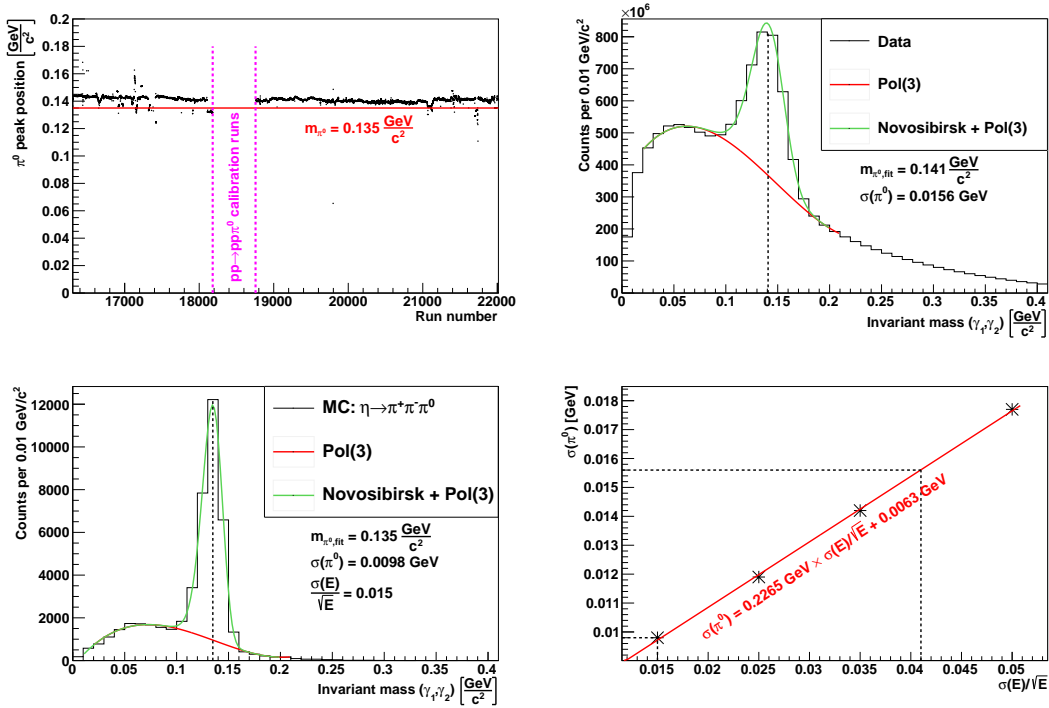 π⁰ peak position [GeV/c²]
0.2
0.18
0.16
0.14
0.12
0.1
0.08
0.06
0.04
0.02
0
m_π⁰ = 0.135 GeV/c²
pp→ppπ⁰ calibration runs
17000 18000 19000 20000 21000 22000
Run number
×10⁶
Counts per 0.01 GeV/c²
800
700
600
500
400
300
200
100
0
Data
Pol(3)
Novosibirsk + Pol(3)
m_π⁰,fit = 0.141 GeV/c²
σ(π⁰) = 0.0156 GeV
0 0.05 0.1 0.15 0.2 0.25 0.3 0.35 0.4
Invariant mass (γ₁,γ₂) [GeV/c²]
Counts per 0.01 GeV/c²
12000
10000
8000
6000
4000
2000
0
MC: η→π⁺π⁻π⁰
Pol(3)
Novosibirsk + Pol(3)
m_π⁰,fit = 0.135 GeV/c²
σ(π⁰) = 0.0098 GeV
σ(E)/√E = 0.015
0 0.05 0.1 0.15 0.2 0.25 0.3 0.35 0.4
Invariant mass (γ₁,γ₂) [GeV/c²]
σ(π⁰) [GeV]
0.018
0.017
0.016
0.015
0.014
0.013
0.012
0.011
0.01
σ(π⁰) = 0.2265 GeV × σ(E)/√E + 0.0063 GeV
0.015 0.02 0.025 0.03 0.035 0.04 0.045 0.05
σ(E)/√E